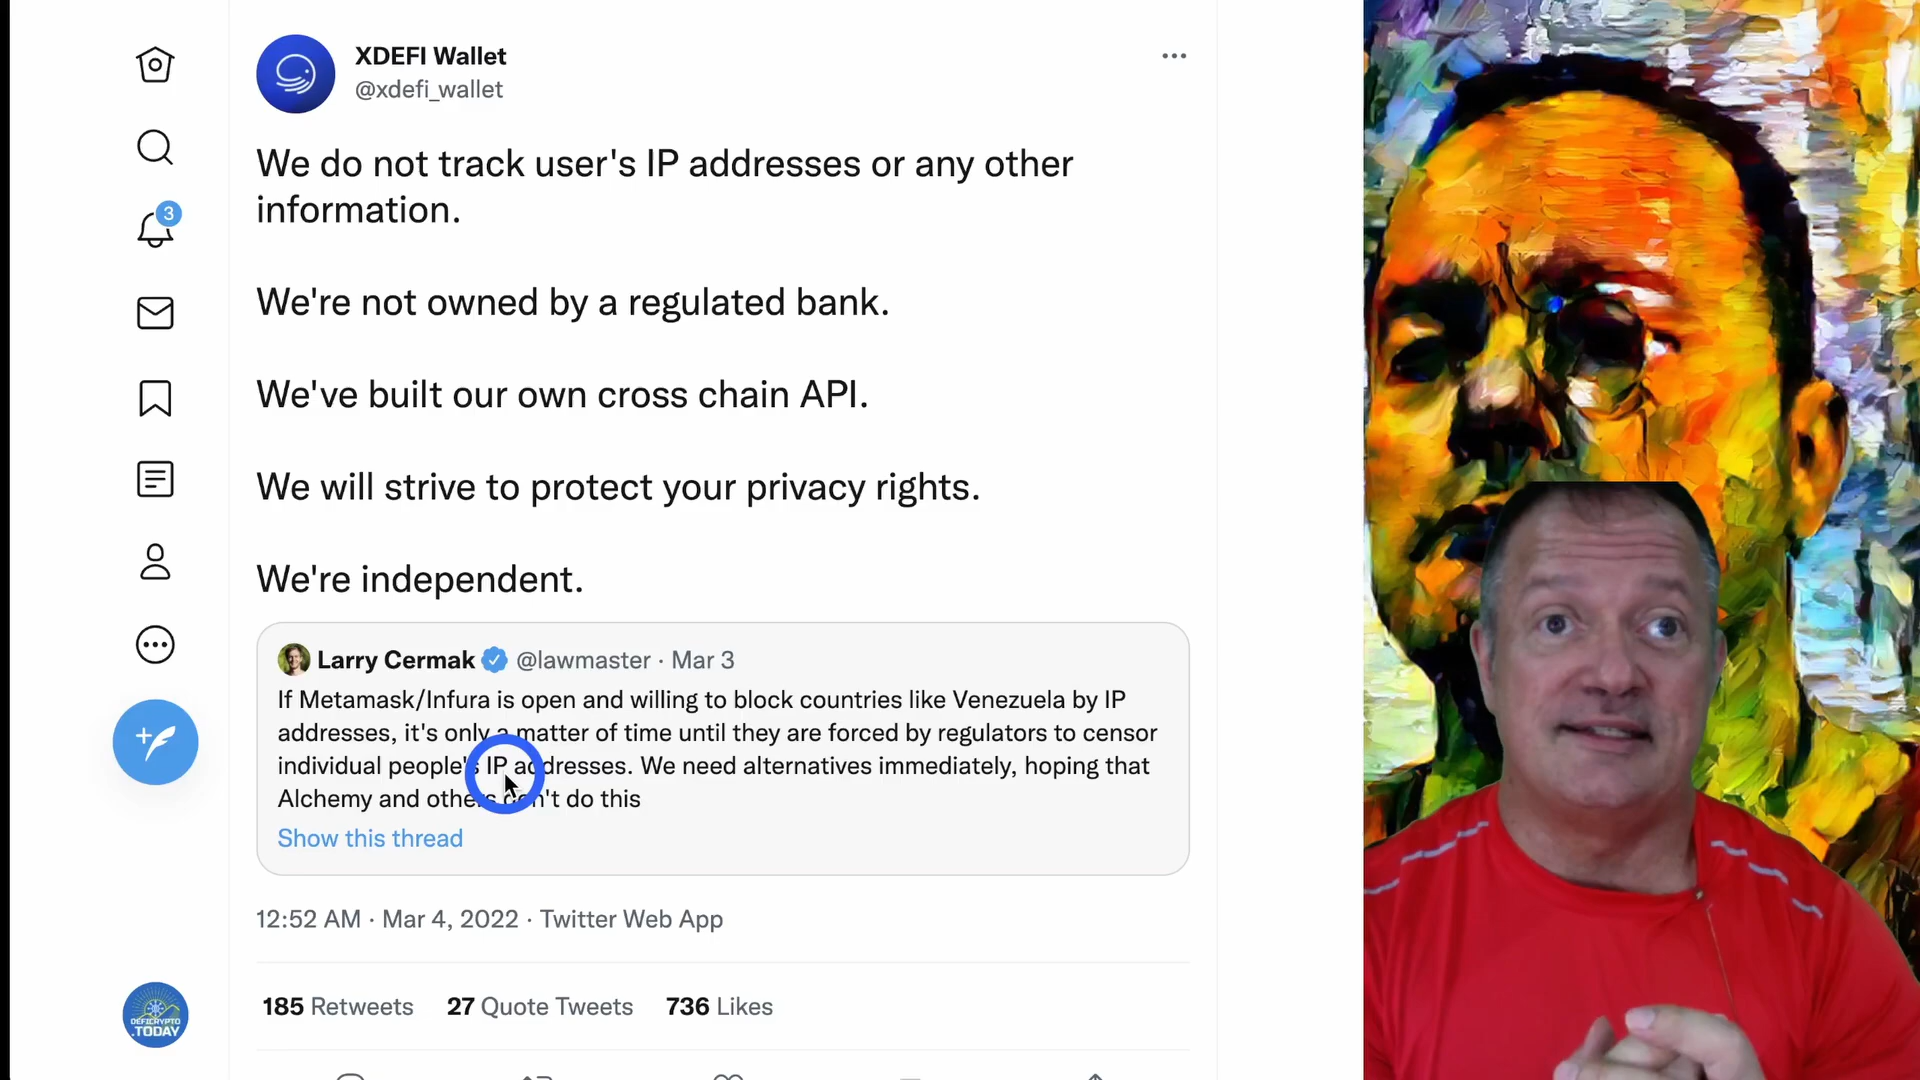 XDEFI Wallet
@xdefi_wallet
We do not track user's IP addresses or any other
information.
We're not owned by a regulated bank.
We've built our own cross chain API.
We will strive to protect your privacy rights.
We're independent.
Larry Cermak @lawmaster · Mar 3
If Metamask/Infura is open and willing to block countries like Venezuela by IP
addresses, it's only a matter of time until they are forced by regulators to censor
individual people's IP addresses. We need alternatives immediately, hoping that
Alchemy and others don't do this
Show this thread
12:52 AM · Mar 4, 2022 · Twitter Web App
185 Retweets 27 Quote Tweets 736 Likes
3
DEFICRYPTO
.TODAY